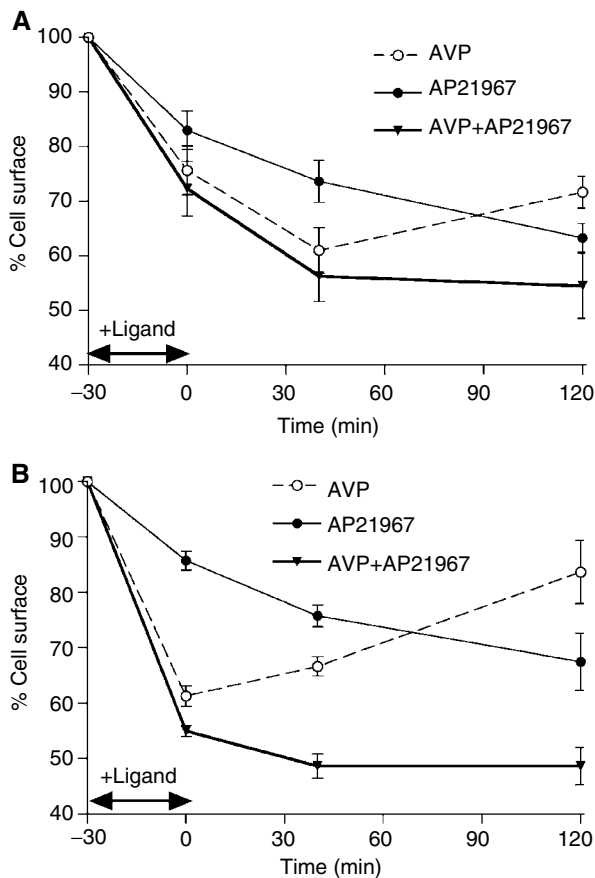 A
100
90
80
70
60
50
40
% Cell surface
AVP
AP21967
AVP+AP21967
+Ligand
−30 0 30 60 90 120
Time (min)
B
100
90
80
70
60
50
40
% Cell surface
AVP
AP21967
AVP+AP21967
+Ligand
−30 0 30 60 90 120
Time (min)